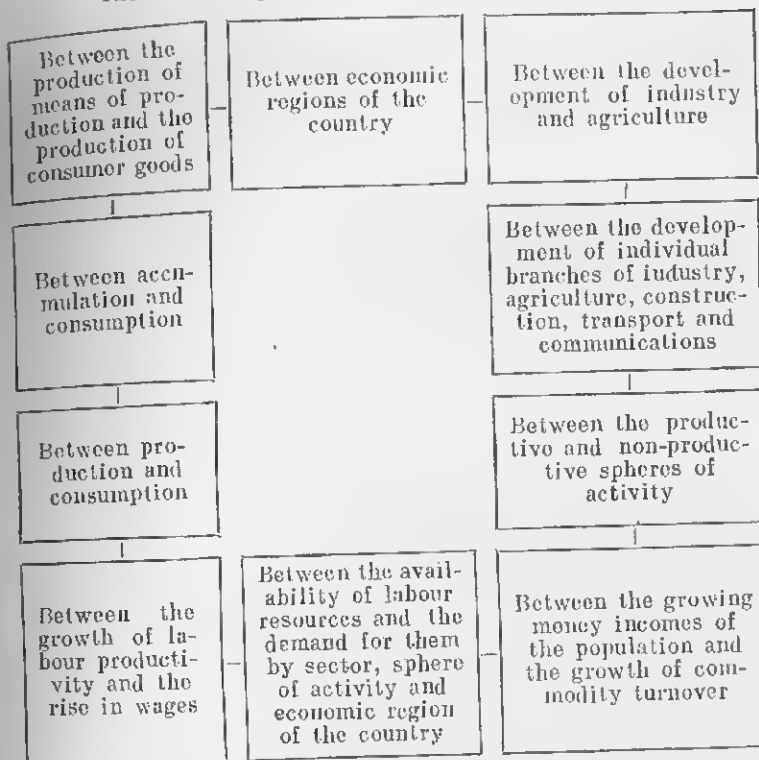 Between the
production of
means of pro-
duction and the
production of
consumer goods
Between economic
regions of the
country
Between the devel-
opment of industry
and agriculture
Between accu-
mulation and
consumption
Between the develop-
ment of individual
branches of industry,
agriculture, construc-
tion, transport and
communications
Between pro-
duction and
consumption
Between the produc-
tive and non-produc-
tive spheres of
activity
Between the
growth of la-
bour producti-
vity and the
rise in wages
Between the avail-
ability of labour
resources and the
demand for them
by sector, sphere
of activity and
economic region
of the country
Between the growing
money incomes of
the population and
the growth of com-
modity turnover